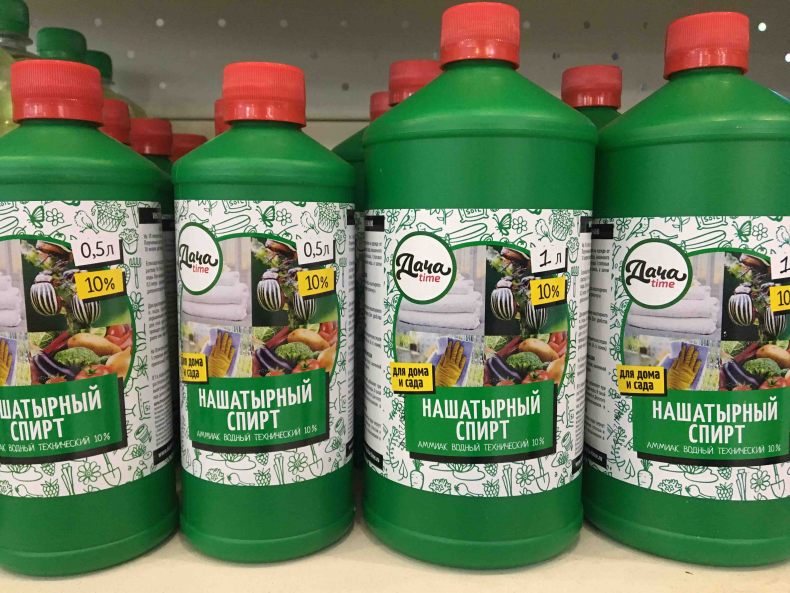 0,5л
10%
НАШАТЫРНЫЙ
СПИРТ
АММИАК ВОДНЫЙ ТЕХНИЧЕСКИЙ 10%
Дача
time
0,5л
10%
для дома
и сада
НАШАТЫРНЫЙ
СПИРТ
АММИАК ВОДНЫЙ ТЕХНИЧЕСКИЙ 10%
Дача
time
1л
10%
для дома
и сада
НАШАТЫРНЫЙ
СПИРТ
АММИАК ВОДНЫЙ ТЕХНИЧЕСКИЙ 10%
Дача
time
1
10
для дома
и сада
НАШАТЫРНЫЙ
СПИРТ
АММИАК ВОДНЫЙ ТЕХНИЧЕСКИЙ 10%